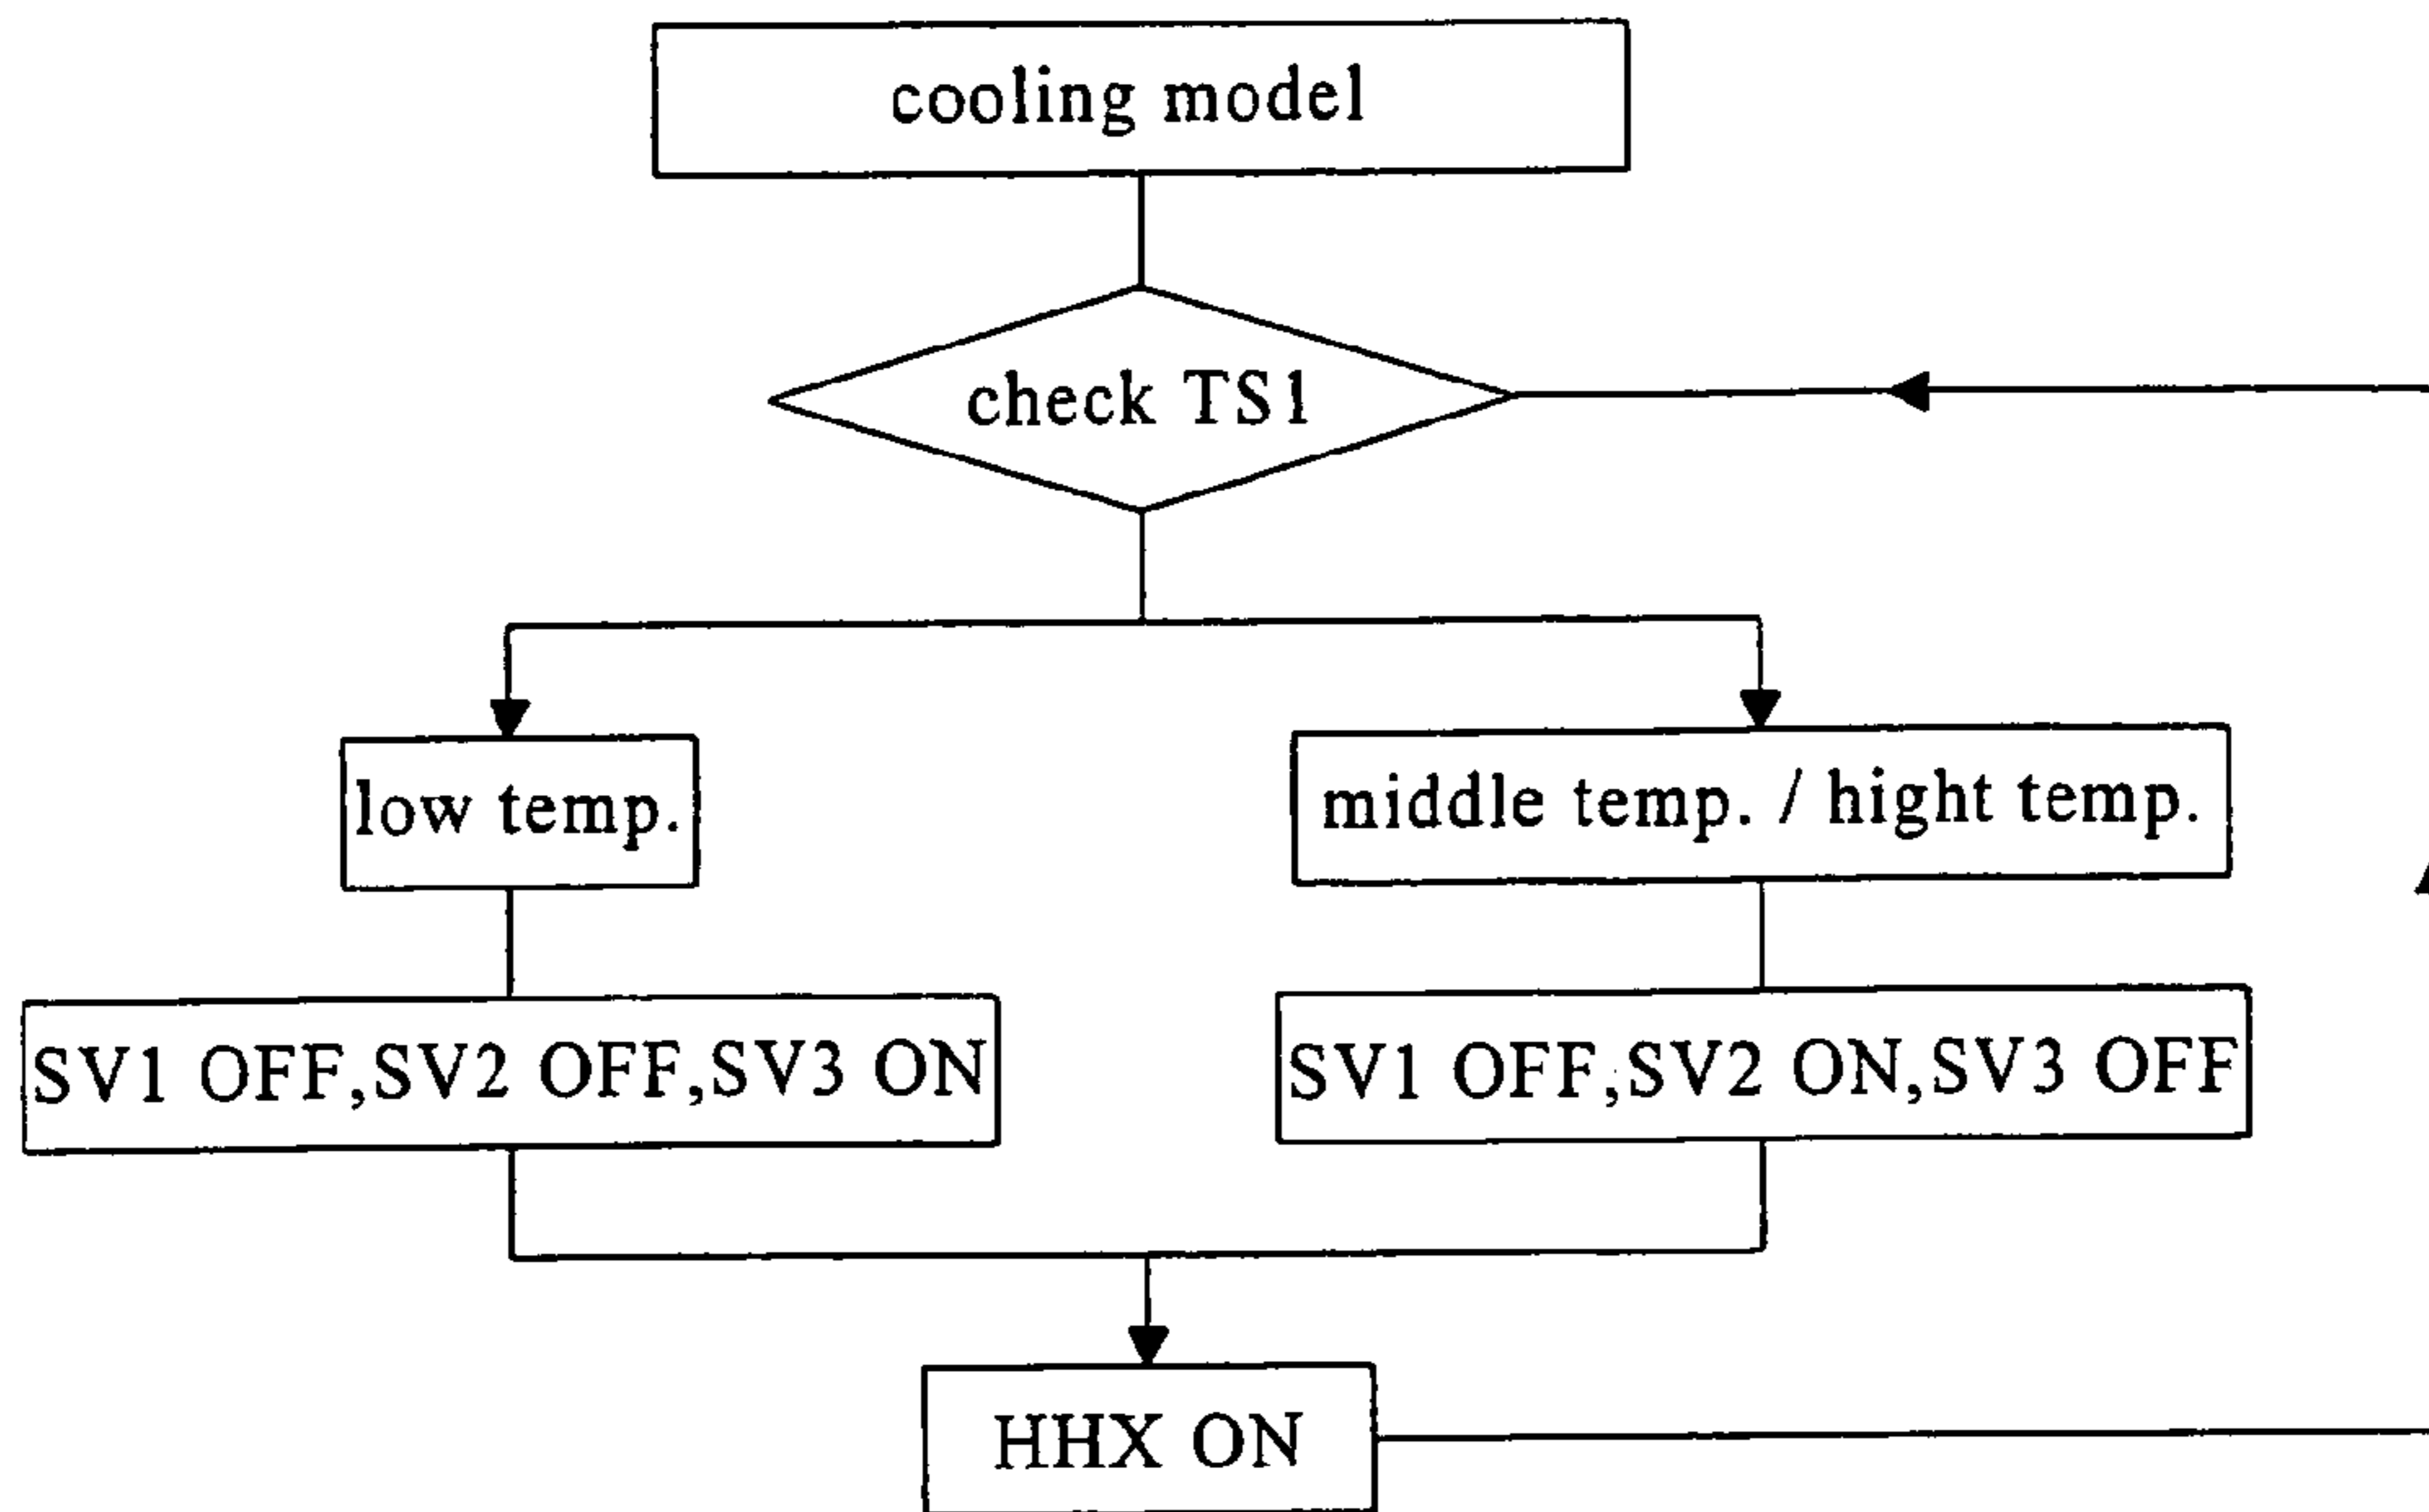 cooling model
check TS1
low temp.
middle temp. / hight temp.
SV1 OFF,SV2 OFF,SV3 ON
SV1 OFF,SV2 ON,SV3 OFF
HHX ON